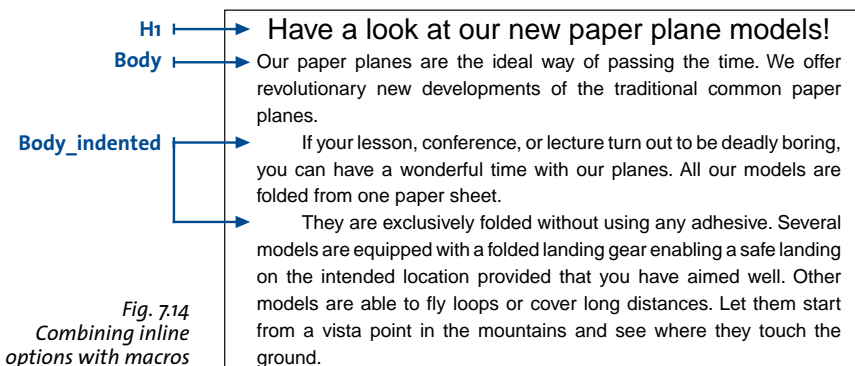 H1
Have a look at our new paper plane models!
Body
Our paper planes are the ideal way of passing the time. We offer
revolutionary new developments of the traditional common paper
planes.
Body_indented
If your lesson, conference, or lecture turn out to be deadly boring,
you can have a wonderful time with our planes. All our models are
folded from one paper sheet.
They are exclusively folded without using any adhesive. Several
models are equipped with a folded landing gear enabling a safe landing
on the intended location provided that you have aimed well. Other
models are able to fly loops or cover long distances. Let them start
from a vista point in the mountains and see where they touch the
ground.
Fig. 7.14
Combining inline
options with macros